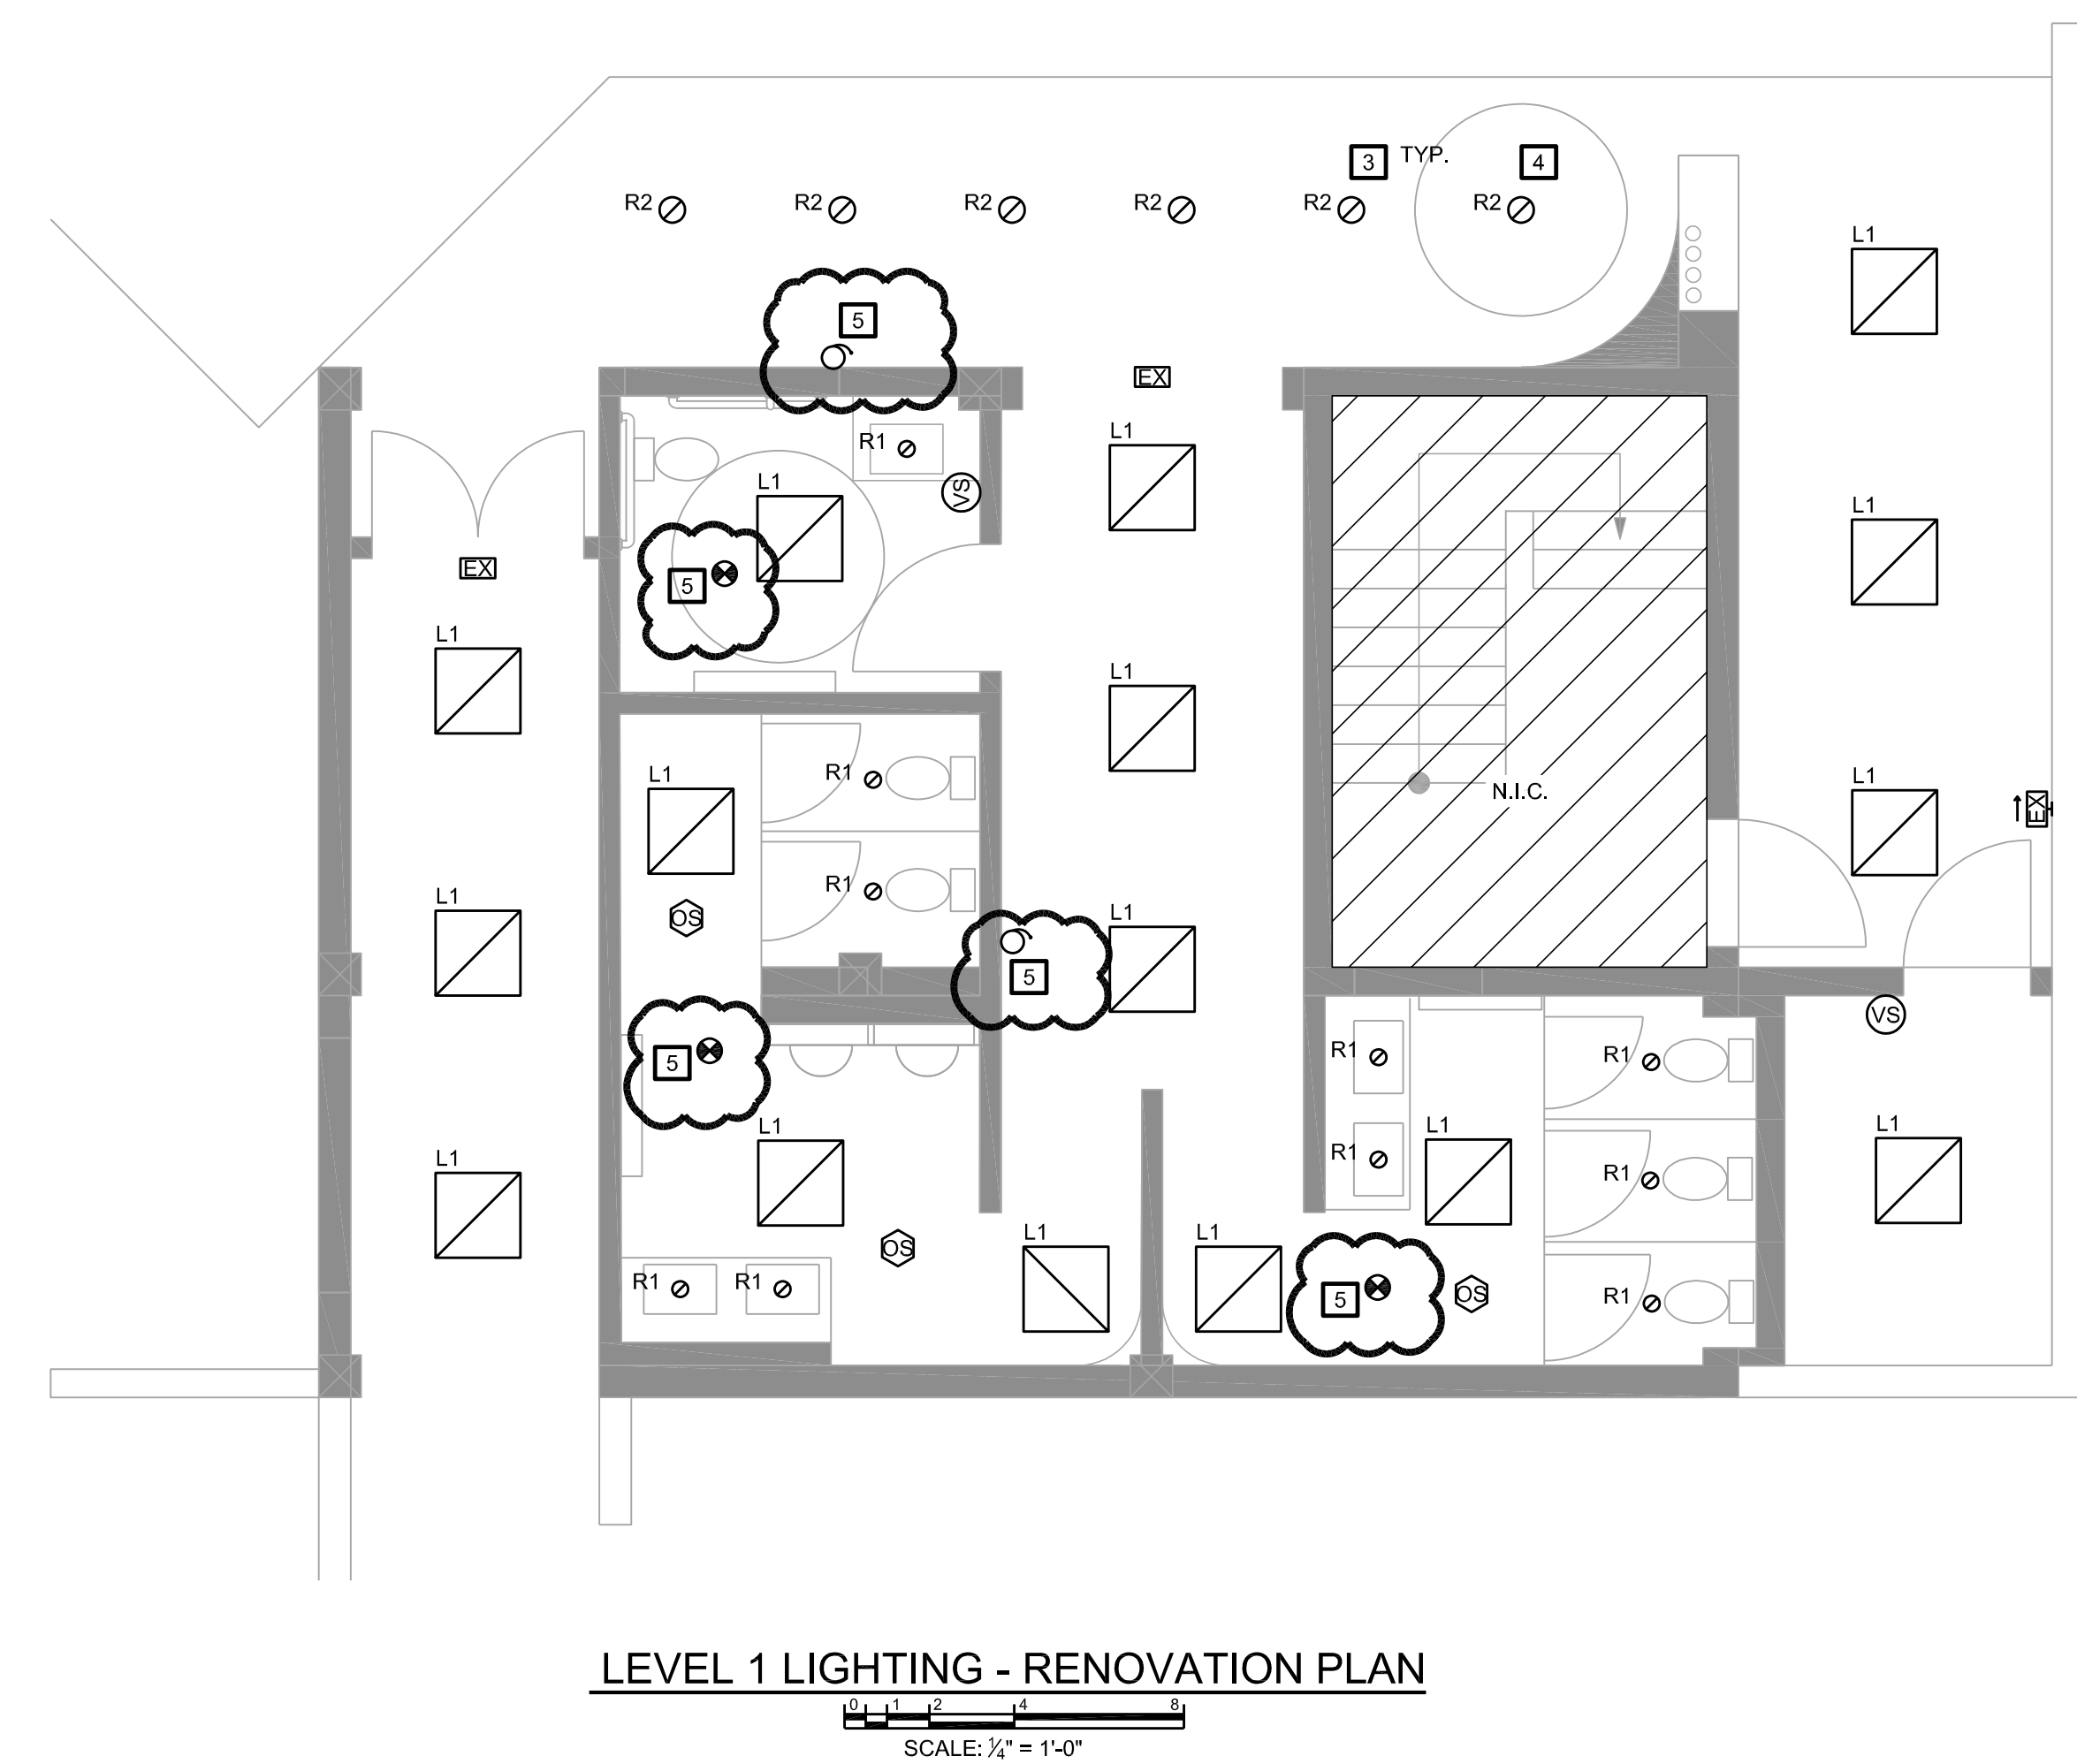 3 TYP. 4
R2 R2 R2 R2 R2 R2
L1
5
EX
R1
L1
L1
VS
L1
EX
5
L1
L1
R1
L1
L1
EX
N.I.C.
R1
OS
L1
L1
5
VS
5
R1 R1
L1
L1
L1
L1
R1 R1
L1
OS
L1
L1
R1 R1
5
OS
R1
LEVEL 1 LIGHTING - RENOVATION PLAN
0 1 2 4 8
SCALE: ¼" = 1'-0"